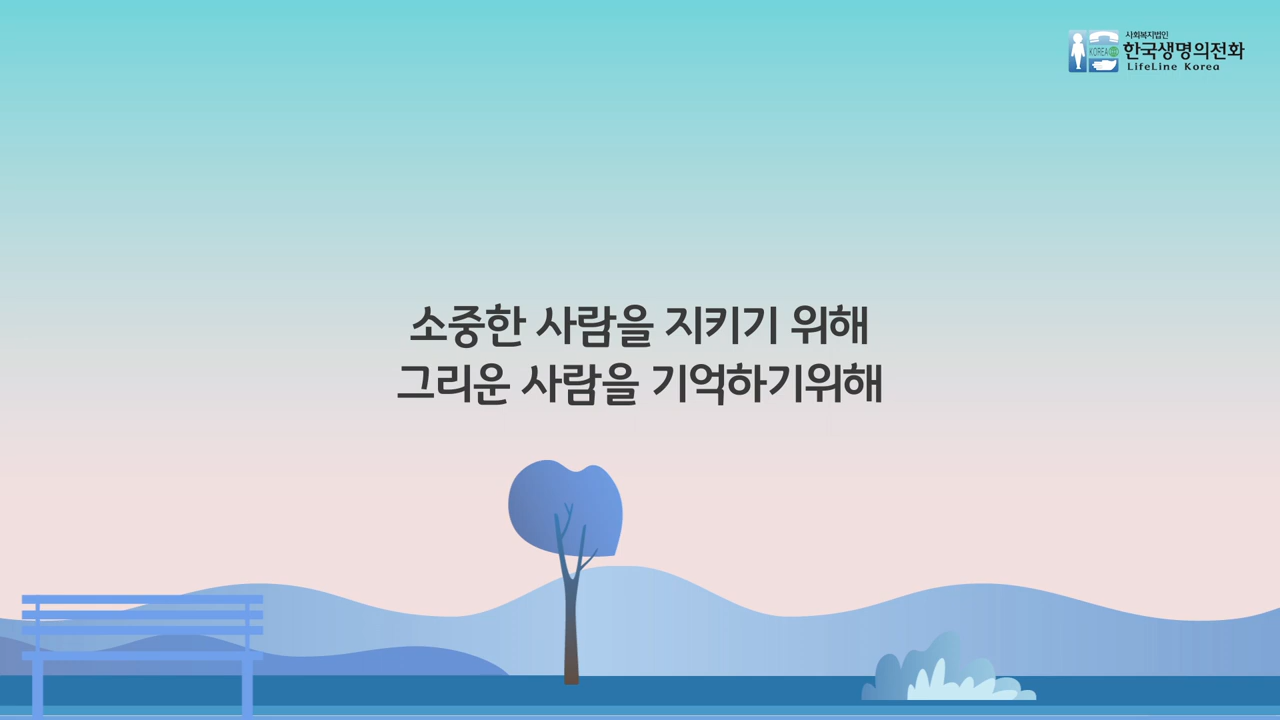 사회복지법인
한국생명의전화
LifeLine Korea
KOREA
소중한 사람을 지키기 위해
그리운 사람을 기억하기위해